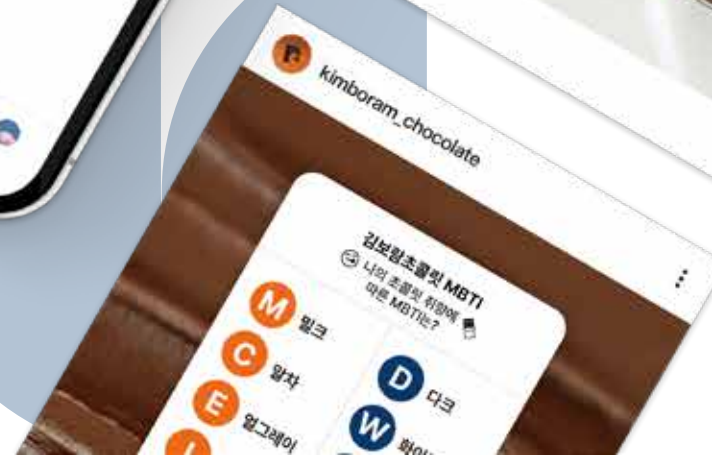 kimboram_chocolate
김보람초콜릿 MBTI
나의 초콜릿 취향에
따른 MBTI는?
M 밀크
C 말차
E 얼그레이
D 다크
W